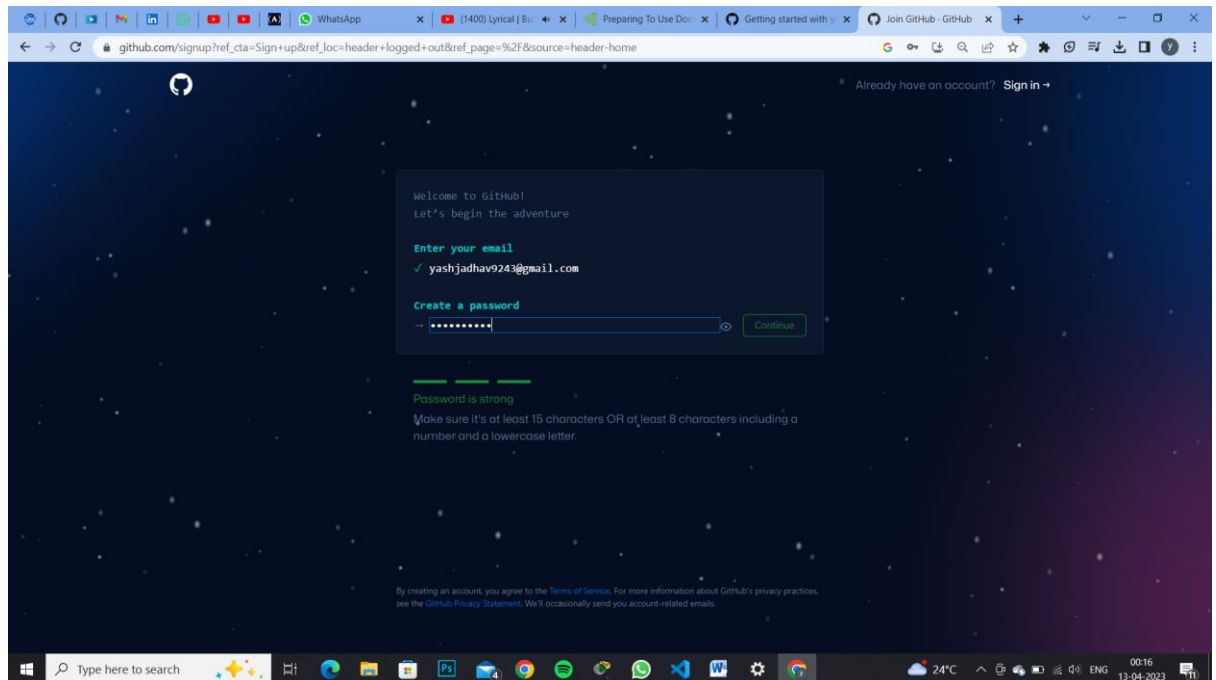 WhatsApp
(1400) Lyrical | Bu
Preparing To Use Doc
Getting started with y
Join GitHub · GitHub
github.com/signup?ref_cta=Sign+up&ref_loc=header+logged+out&ref_page=%2F&source=header-home
Already have an account? Sign in →
Welcome to GitHub!
Let's begin the adventure
Enter your email
✓ yashjadhav9243@gmail.com
Create a password
→ ••••••••••
Continue
Password is strong
Make sure it's at least 15 characters OR at least 8 characters including a
number and a lowercase letter.
By creating an account, you agree to the Terms of Service. For more information about GitHub's privacy practices,
see the GitHub Privacy Statement. We'll occasionally send you account-related emails.
Type here to search
24°C
ENG
00:16
13-04-2023